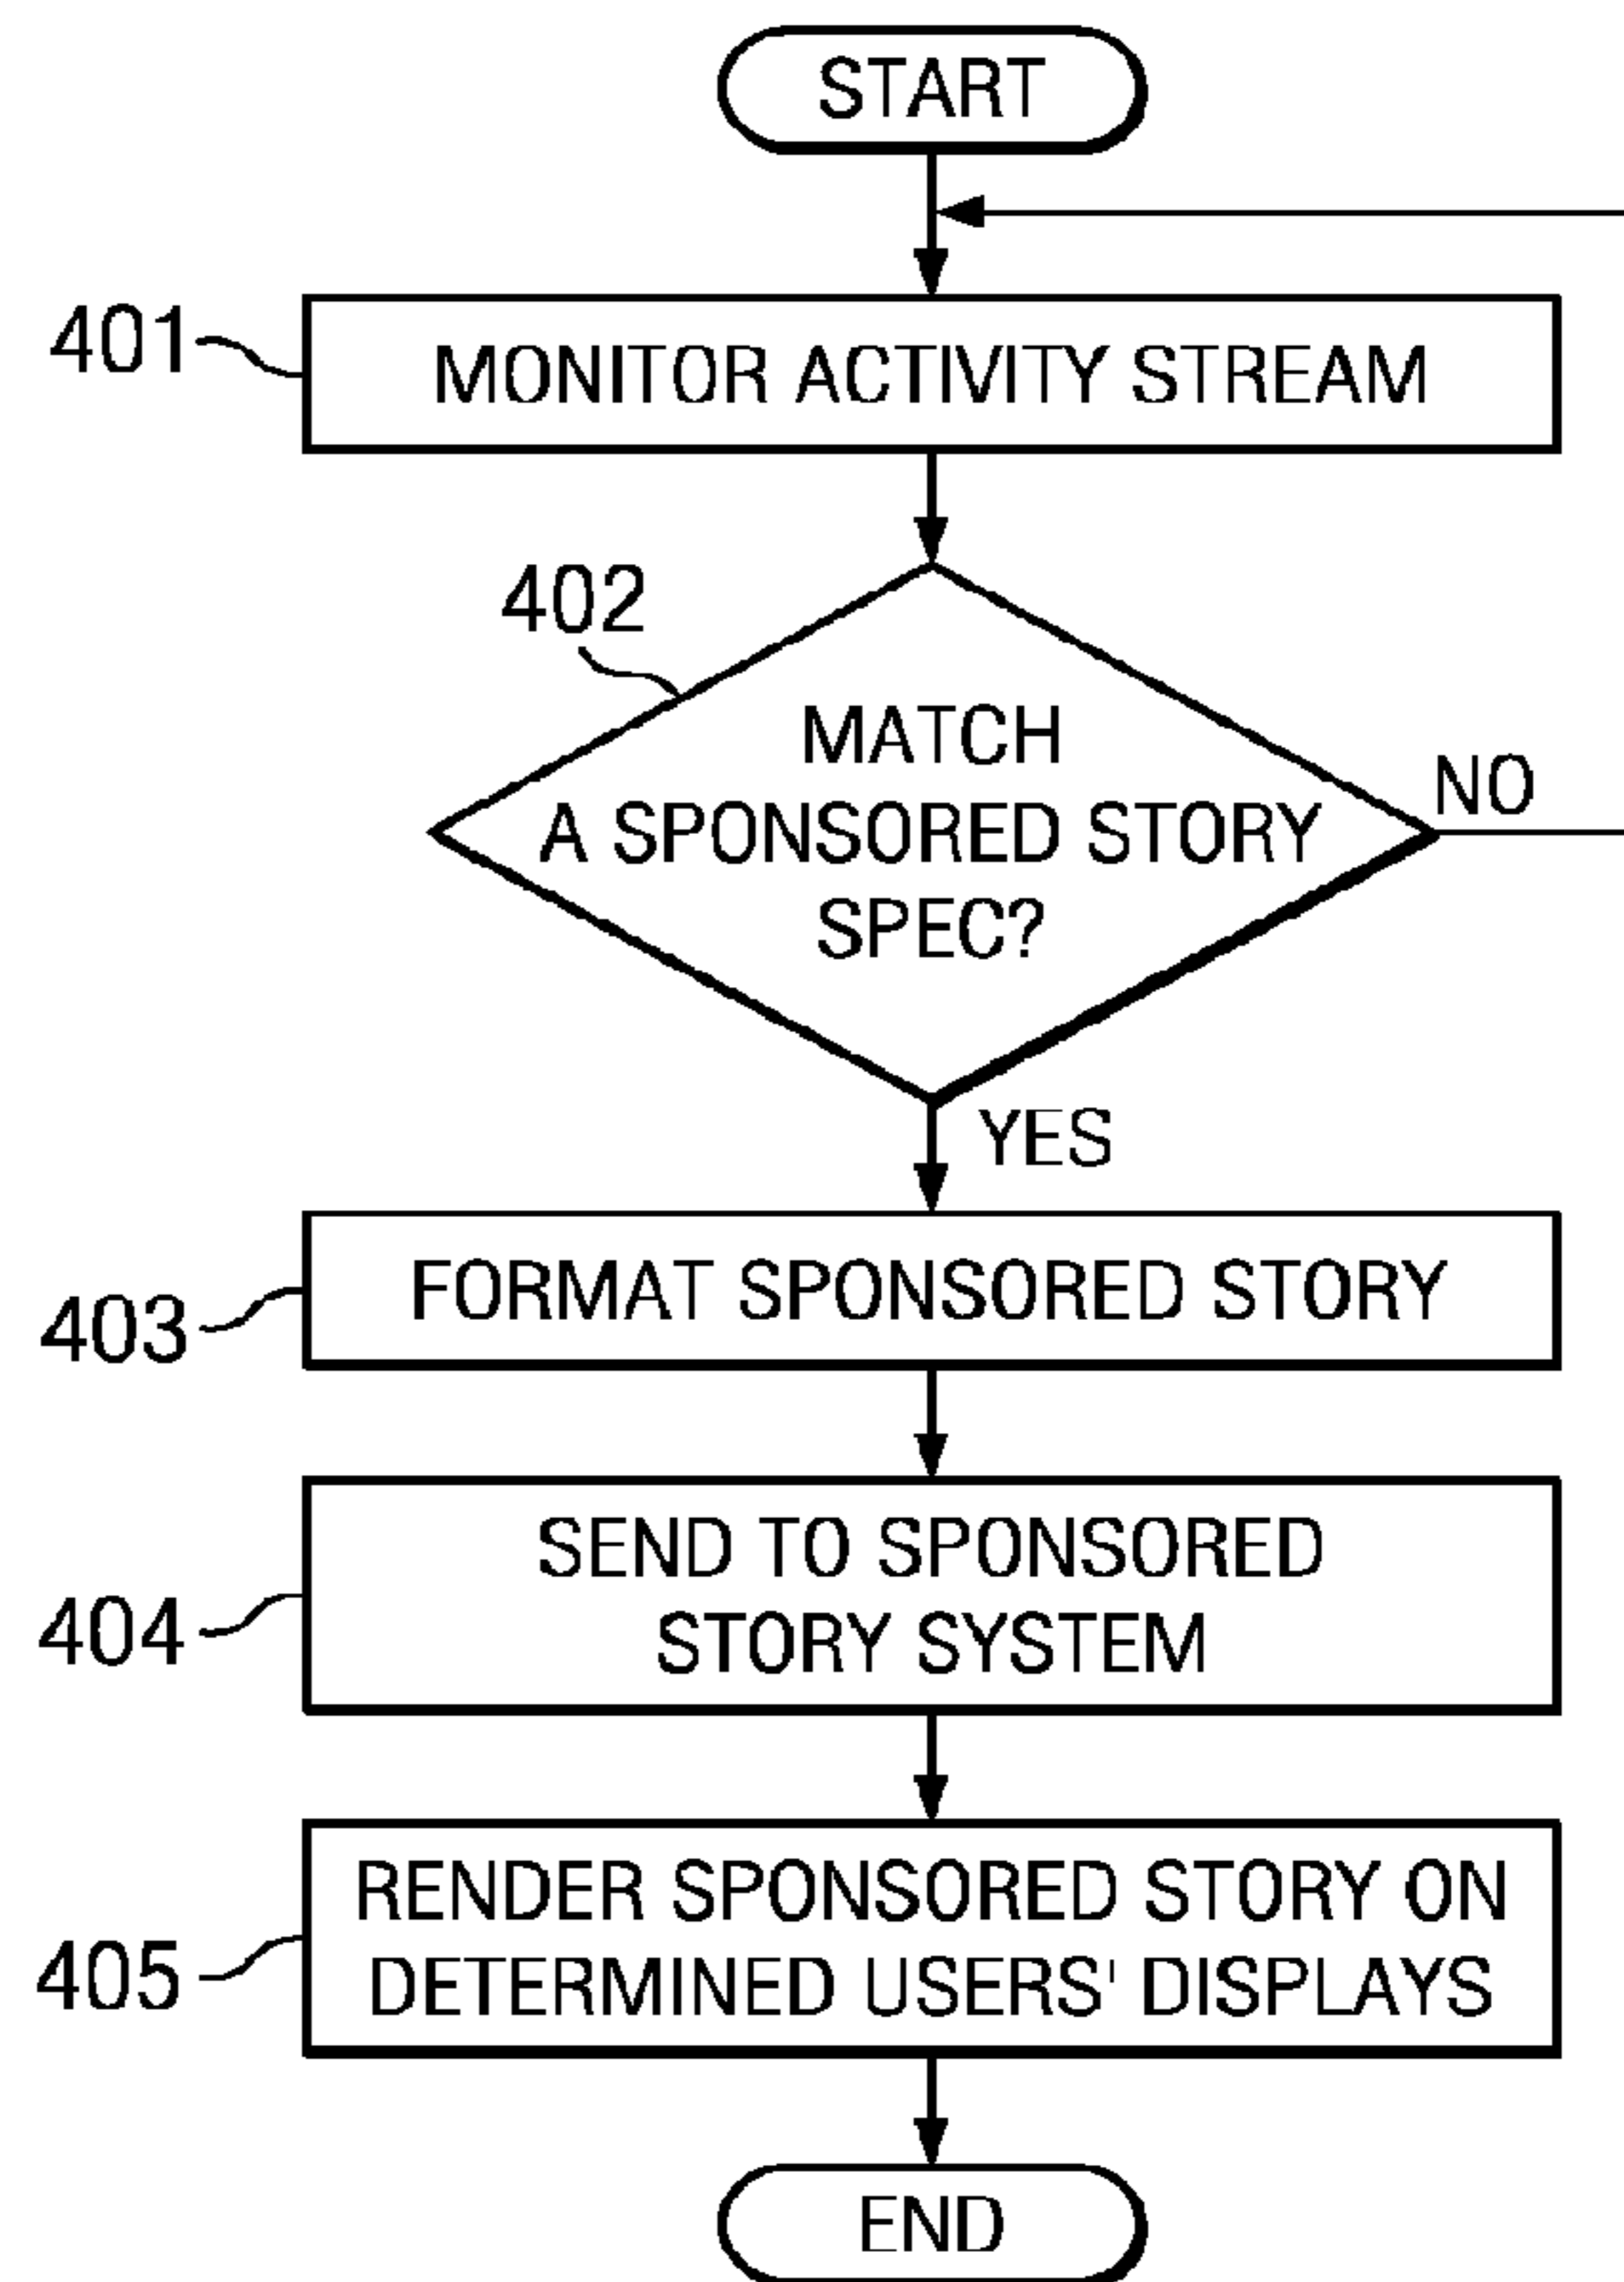 START
401
MONITOR ACTIVITY STREAM
402
MATCH
A SPONSORED STORY
SPEC?
NO
YES
403
FORMAT SPONSORED STORY
404
SEND TO SPONSORED
STORY SYSTEM
405
RENDER SPONSORED STORY ON
DETERMINED USERS' DISPLAYS
END